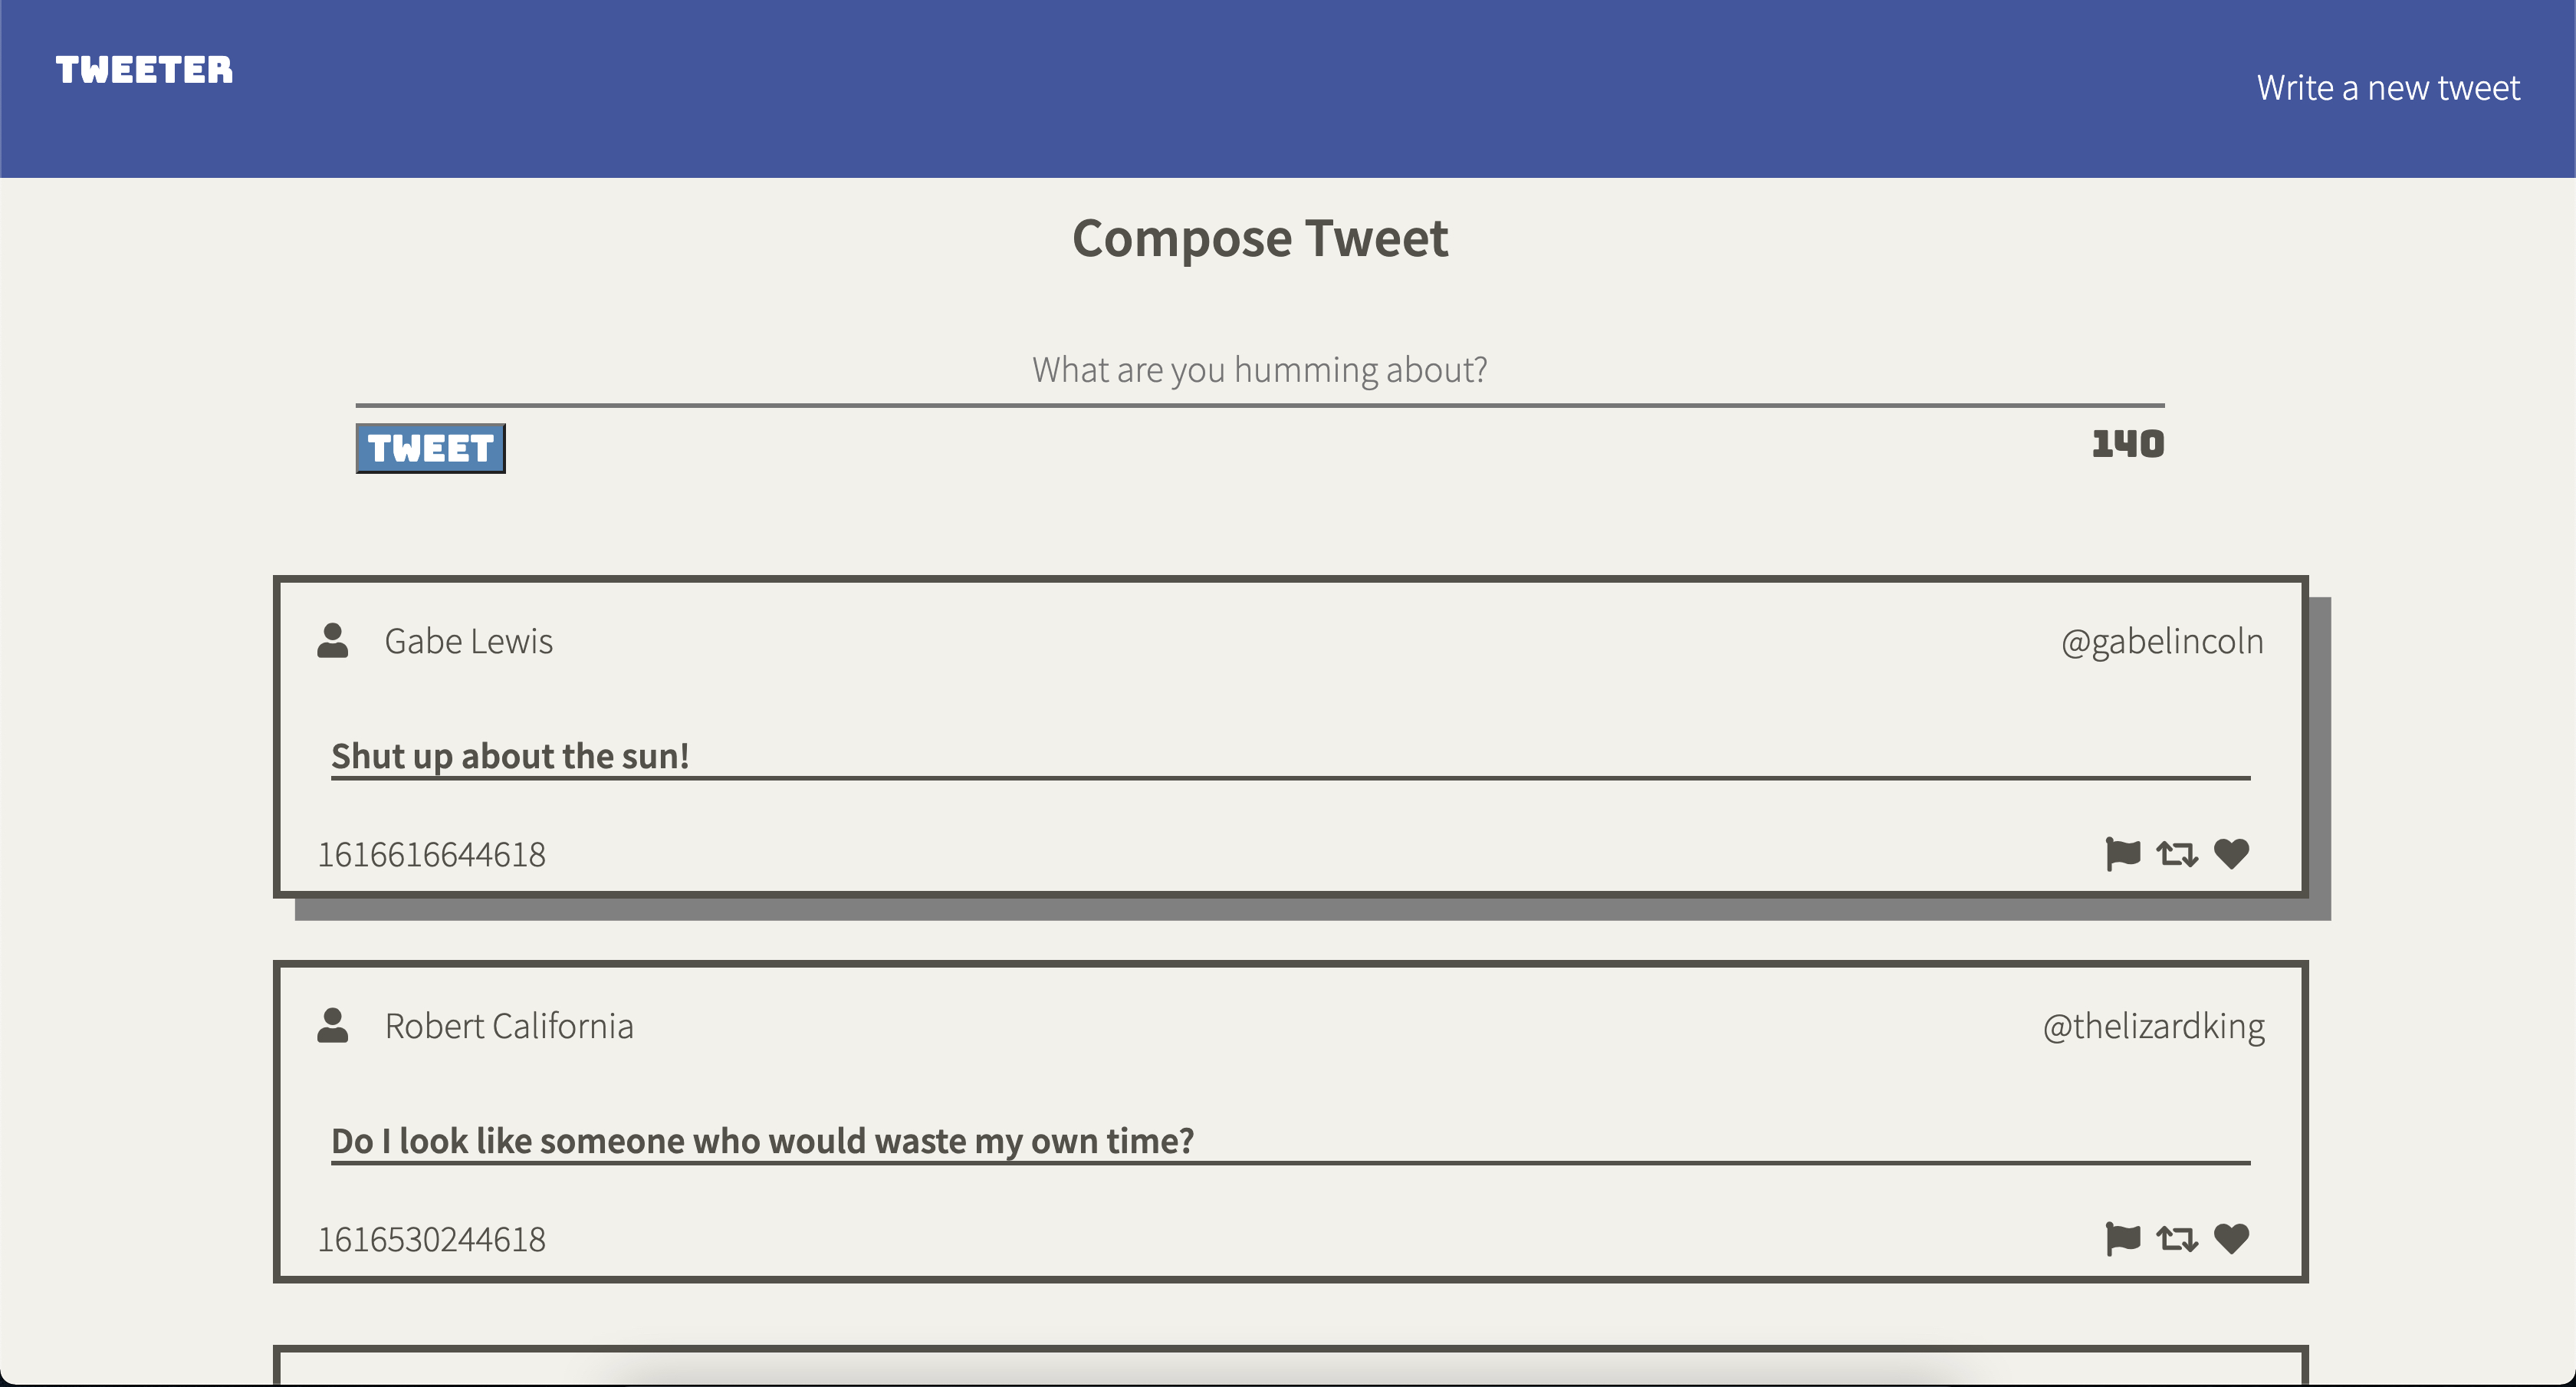 TWEETER
Write a new tweet
Compose Tweet
What are you humming about?
TWEET
140
Gabe Lewis
@gabelincoln
Shut up about the sun!
1616616644618
Robert California
@thelizardking
Do I look like someone who would waste my own time?
1616530244618